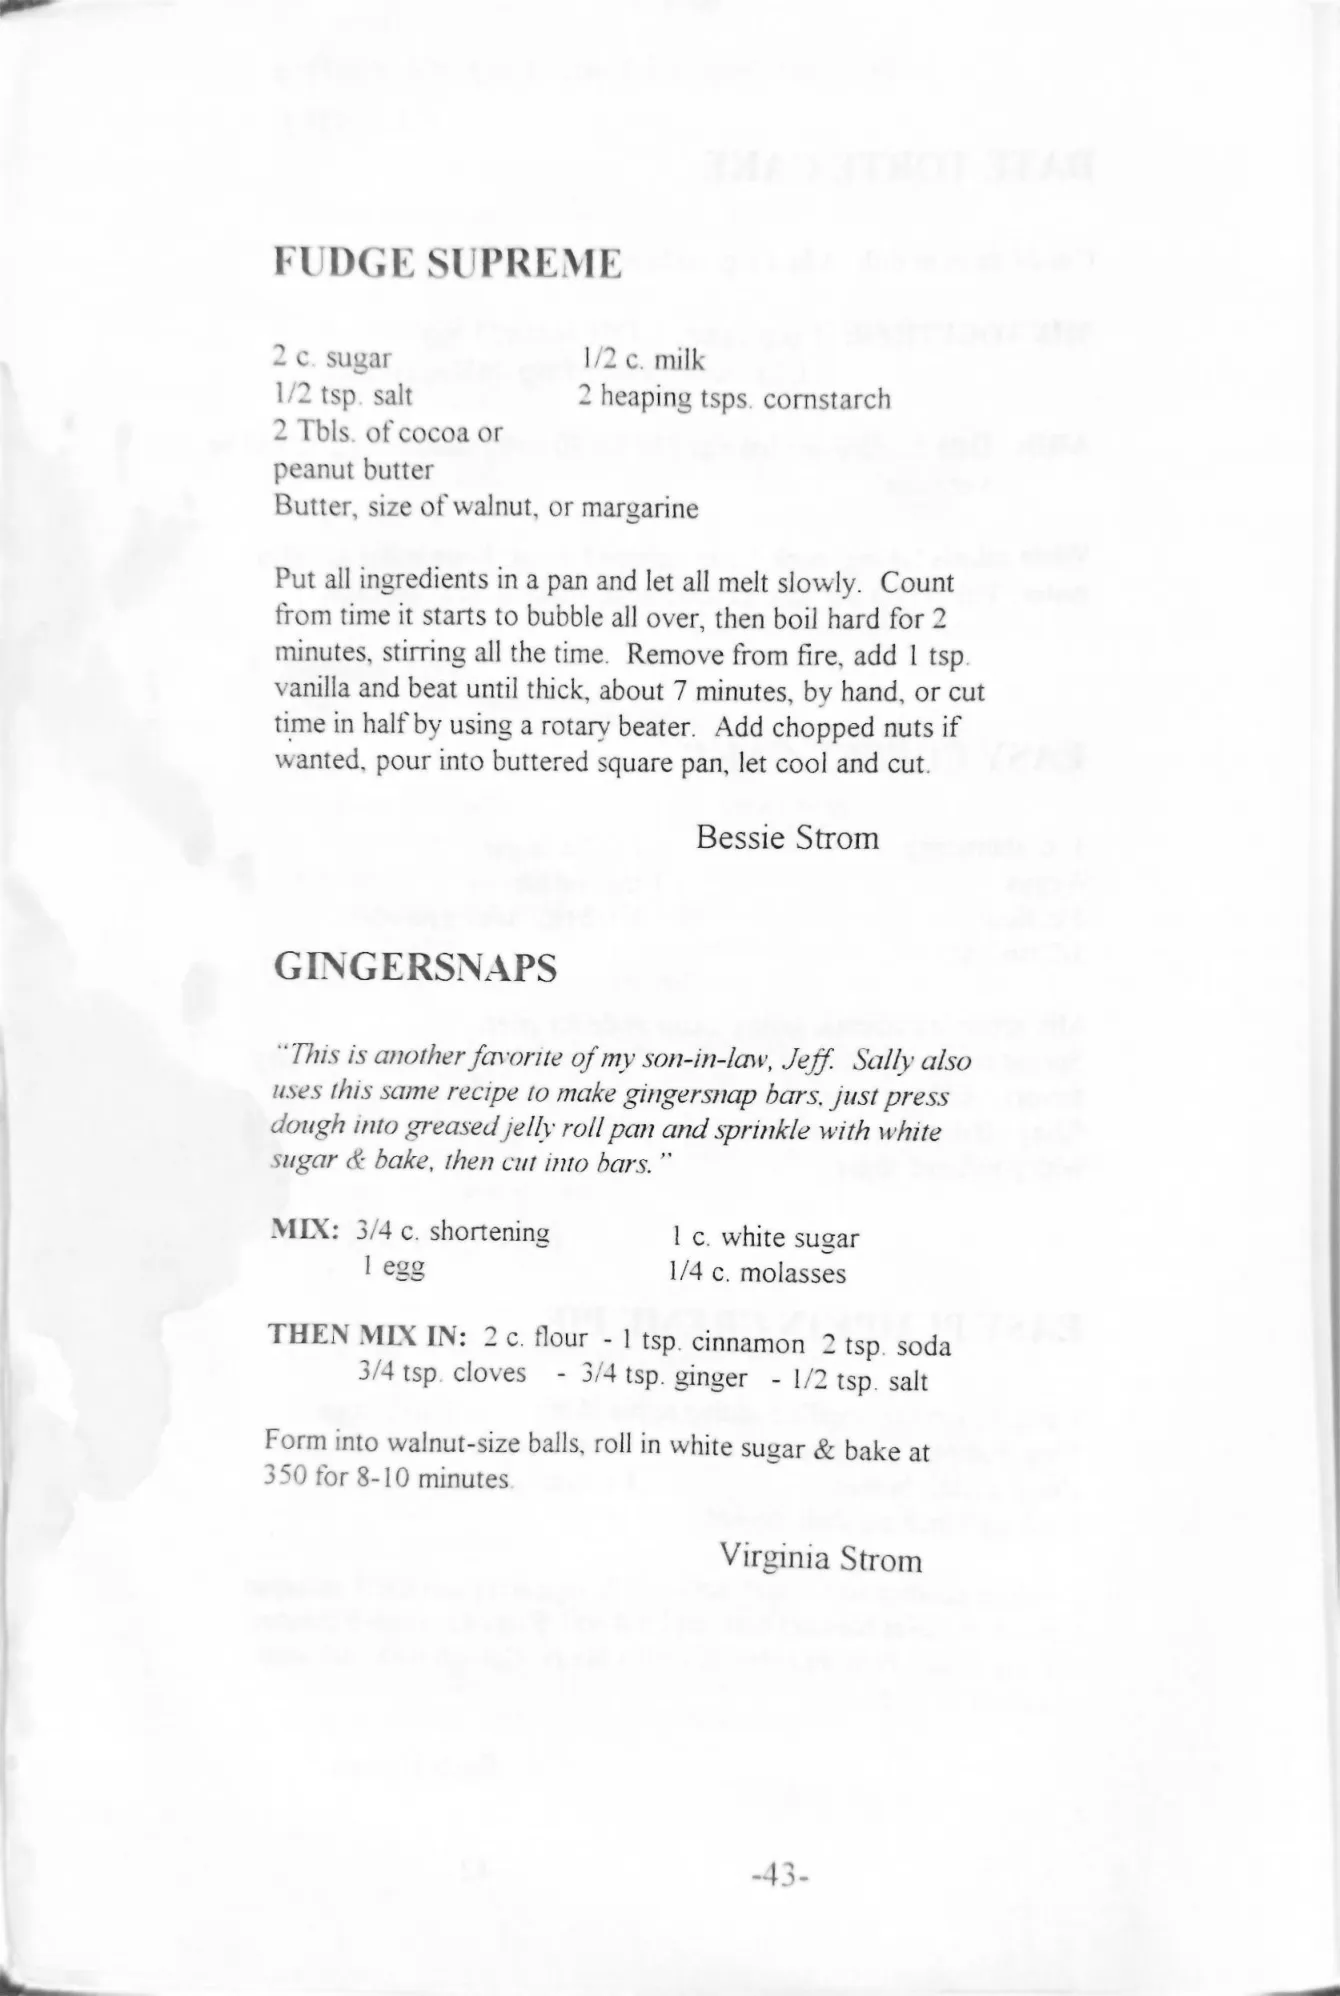 FUDGE SUPREME
2 c. sugar 1/2 c. milk
1/2 tsp. salt 2 heaping tsps. cornstarch
2 Tbls. of cocoa or
peanut butter
Butter, size of walnut, or margarine
Put all ingredients in a pan and let all melt slowly. Count
from time it starts to bubble all over, then boil hard for 2
minutes, stirring all the time. Remove from fire, add 1 tsp.
vanilla and beat until thick, about 7 minutes, by hand, or cut
time in half by using a rotary beater. Add chopped nuts if
wanted, pour into buttered square pan, let cool and cut.
Bessie Strom
GINGERSNAPS
"This is another favorite of my son-in-law, Jeff. Sally also
uses this same recipe to make gingersnap bars, just press
dough into greased jelly roll pan and sprinkle with white
sugar & bake, then cut into bars."
MIX: 3/4 c. shortening 1 c. white sugar
1 egg 1/4 c. molasses
THEN MIX IN: 2 c. flour - 1 tsp. cinnamon 2 tsp. soda
3/4 tsp. cloves - 3/4 tsp. ginger - 1/2 tsp. salt
Form into walnut-size balls, roll in white sugar & bake at
350 for 8-10 minutes.
Virginia Strom
-43-